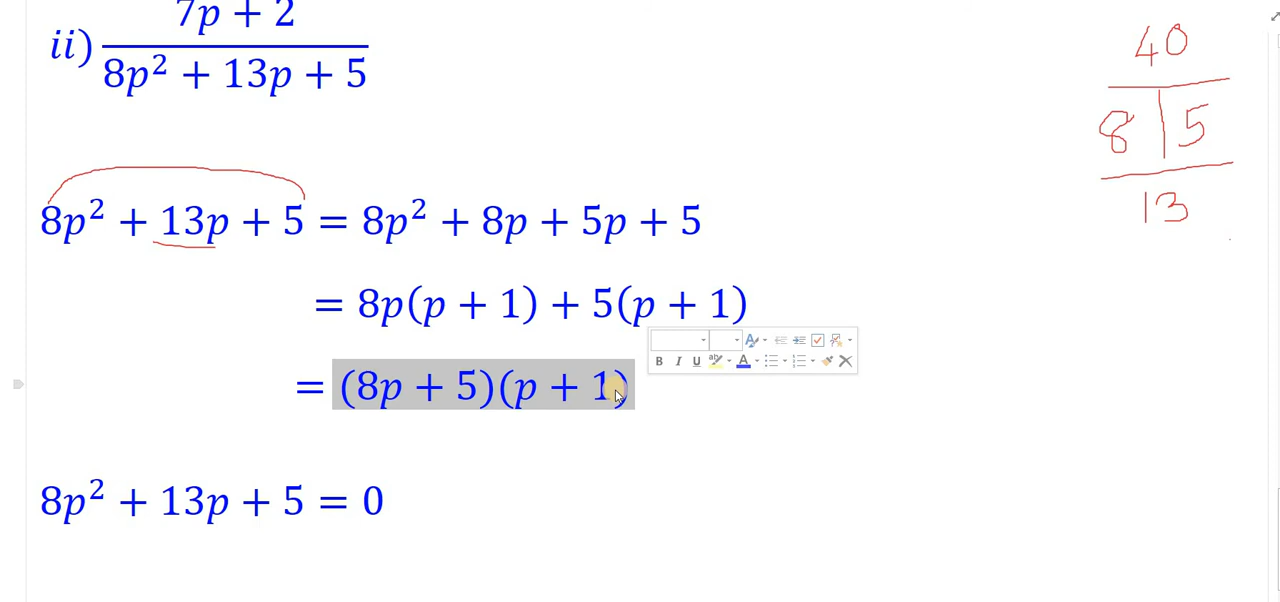 ii) 7p + 2 / 8p² + 13p + 5
40
8 | 5
13
8p² + 13p + 5 = 8p² + 8p + 5p + 5
= 8p(p + 1) + 5(p + 1)
B I U ab A
= (8p + 5)(p + 1)
8p² + 13p + 5 = 0